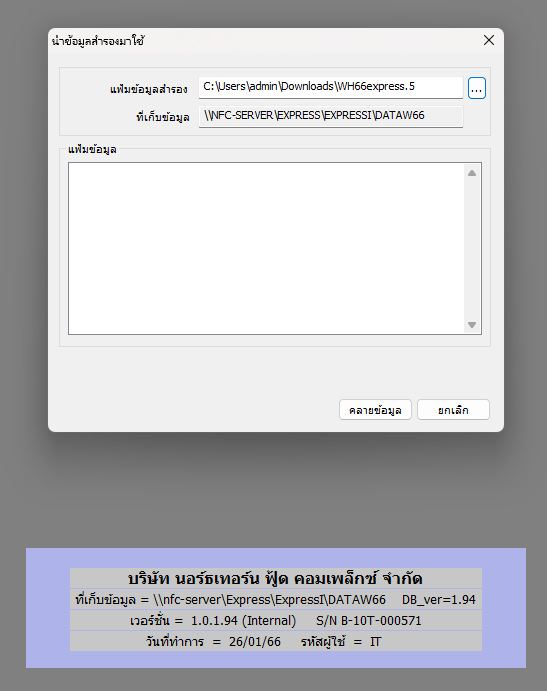 นำข้อมูลสำรองมาใช้
แฟ้มข้อมูลสำรอง C:\Users\admin\Downloads\WH66express.5 ...
ที่เก็บข้อมูล \\NFC-SERVER\EXPRESS\EXPRESSI\DATAW66
แฟ้มข้อมูล
คลายข้อมูล ยกเลิก
บริษัท นอร์ธเทอร์น ฟู้ด คอมเพล็กซ์ จำกัด
ที่เก็บข้อมูล = \\nfc-server\Express\ExpressI\DATAW66 DB_ver=1.94
เวอร์ชั่น = 1.0.1.94 (Internal) S/N B-10T-000571
วันที่ทำการ = 26/01/66 รหัสผู้ใช้ = IT